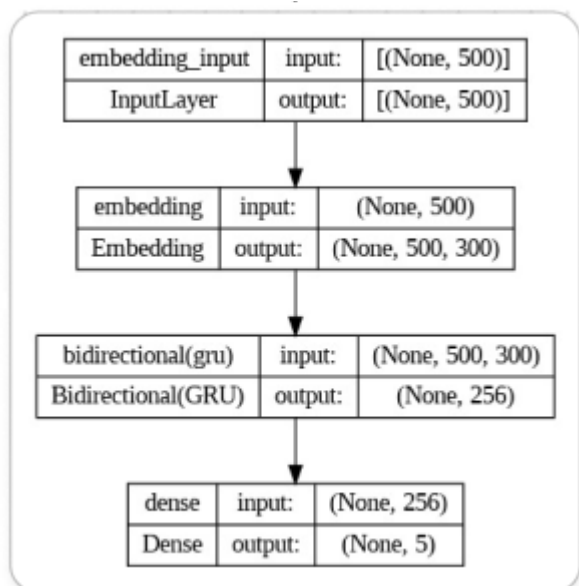 embedding_input input: [(None, 500)]
InputLayer output: [(None, 500)]
embedding input: (None, 500)
Embedding output: (None, 500, 300)
bidirectional(gru) input: (None, 500, 300)
Bidirectional(GRU) output: (None, 256)
dense input: (None, 256)
Dense output: (None, 5)